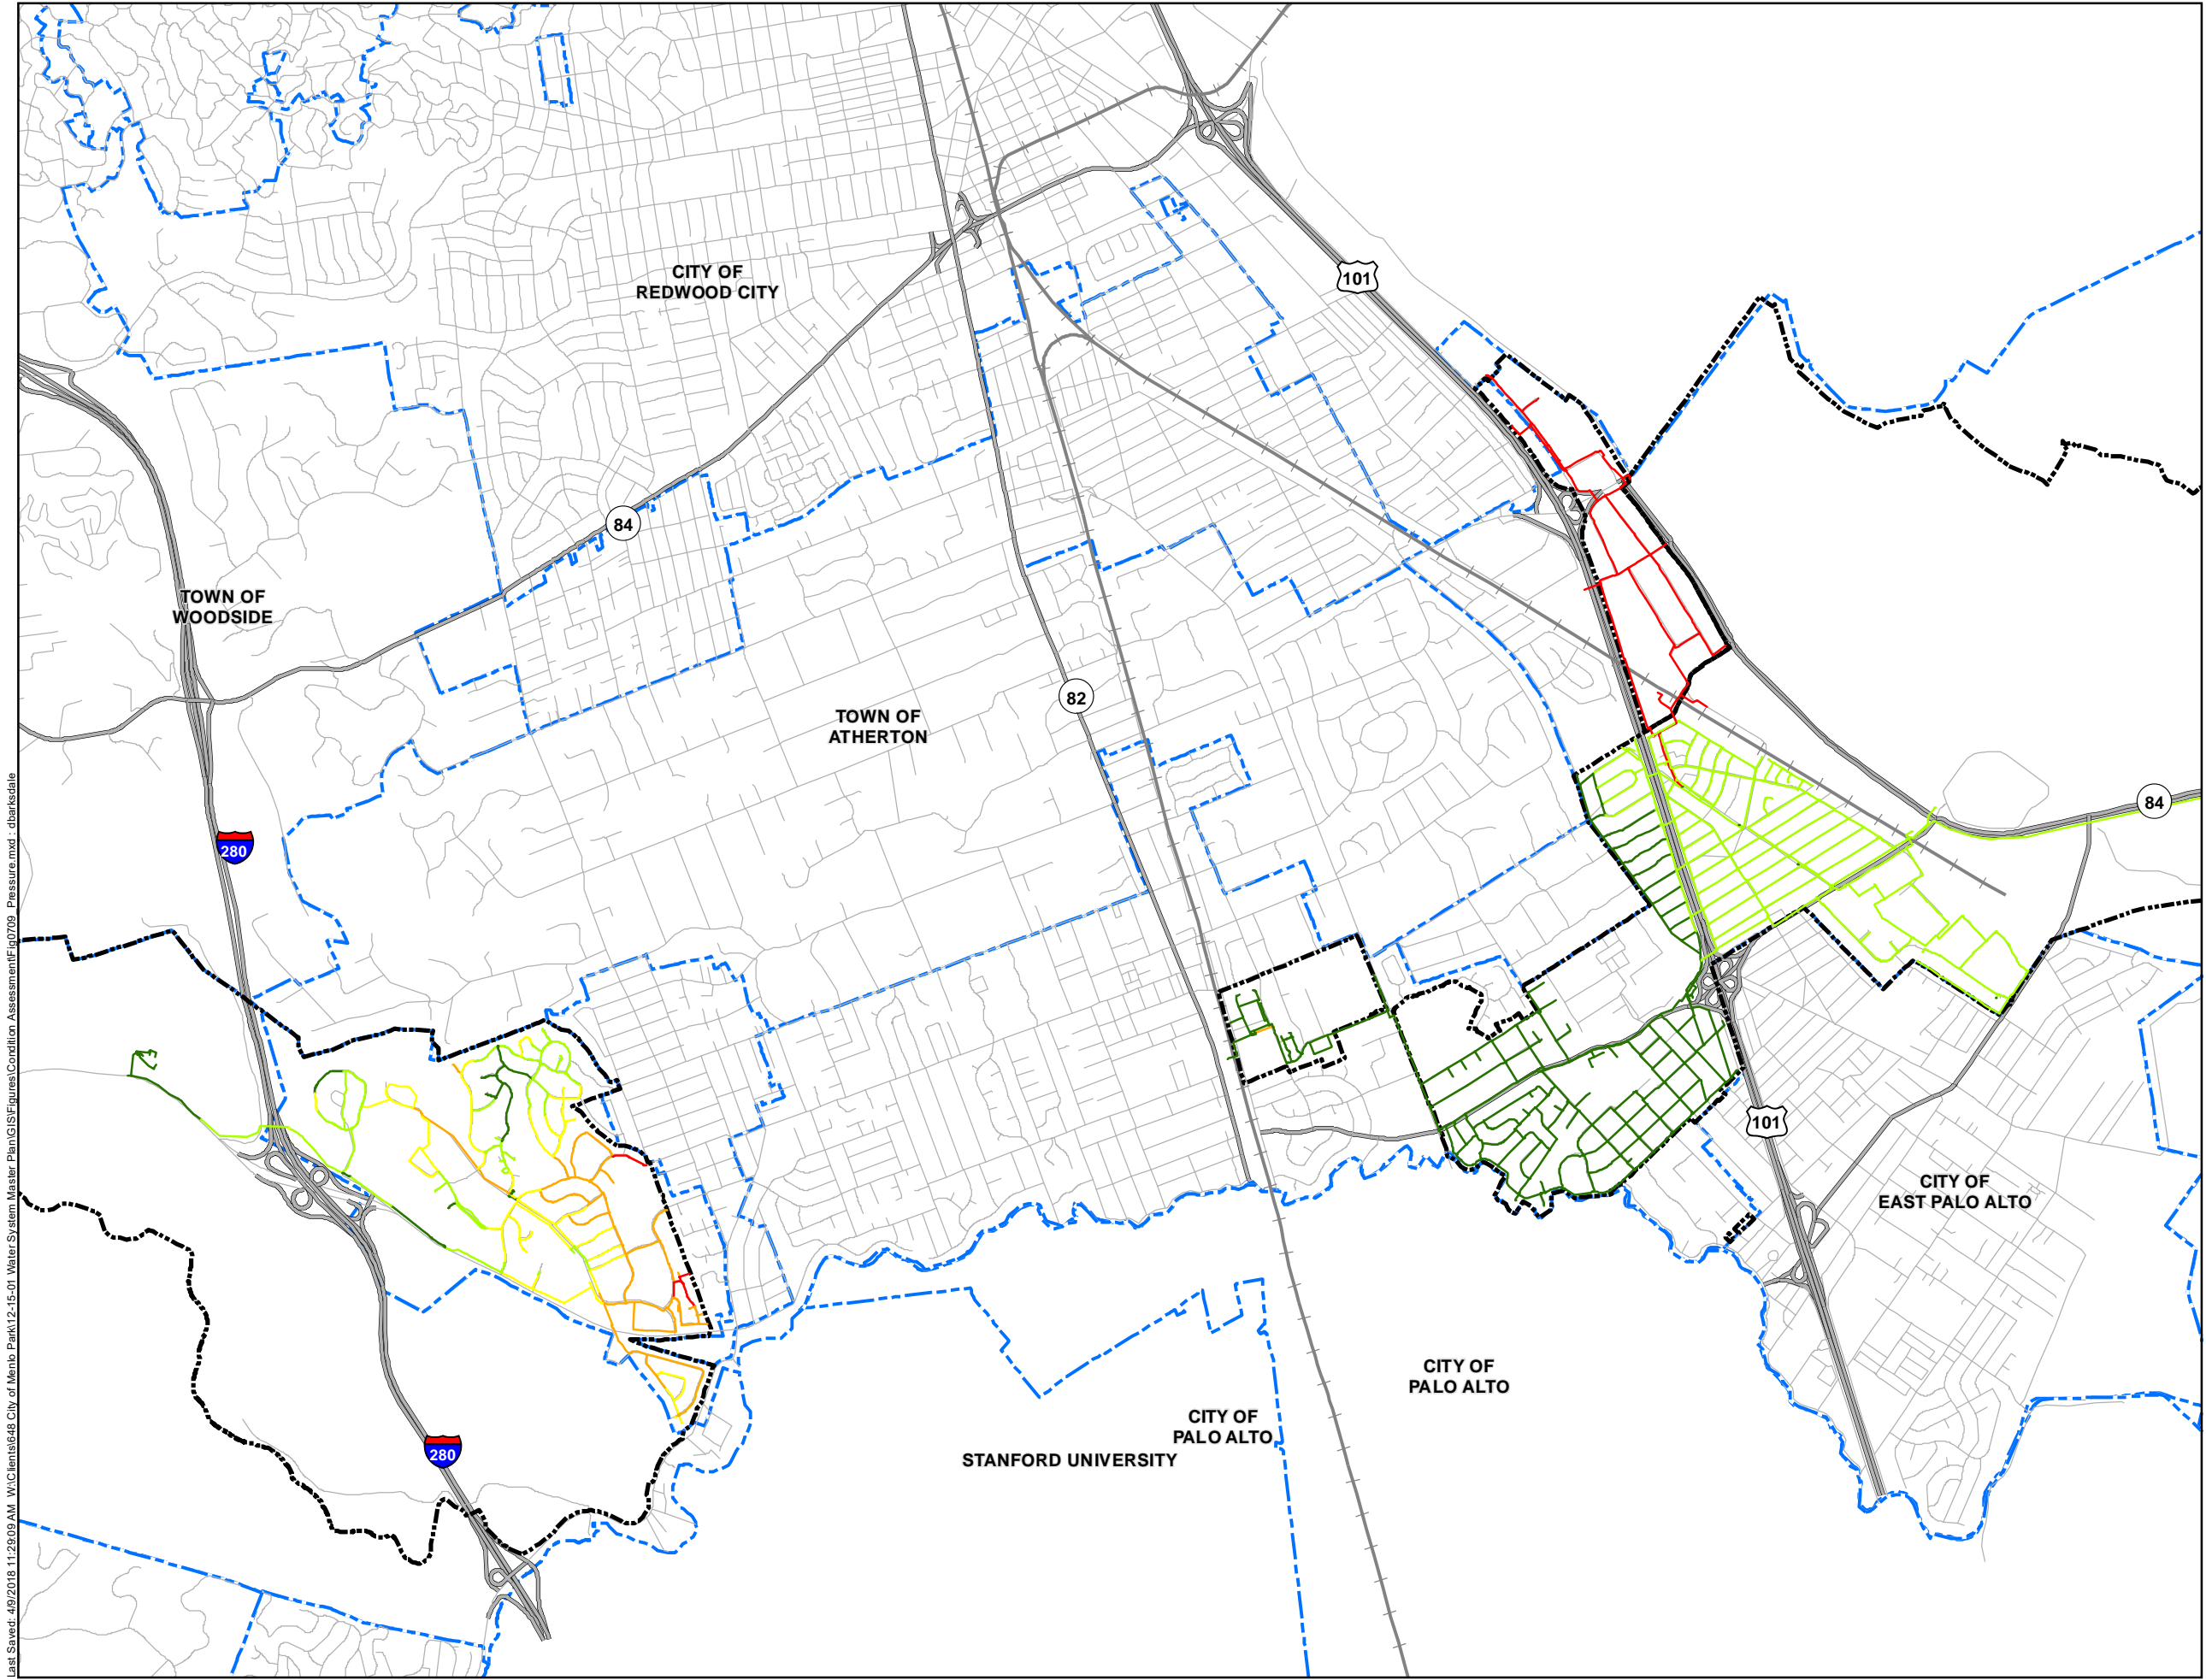 CITY OF
REDWOOD CITY
101
84
TOWN OF
WOODSIDE
82
TOWN OF
ATHERTON
84
280
101
CITY OF
EAST PALO ALTO
CITY OF
PALO ALTO
CITY OF
PALO ALTO
STANFORD UNIVERSITY
280
Last Saved: 4/9/2018 11:29:09 AM W:\Clients\648 City of Menlo Park\12-15-01 Water System Master Plan\GIS\Figures\Condition Assessment\Fig0709_Pressure.mxd : dbarksdale